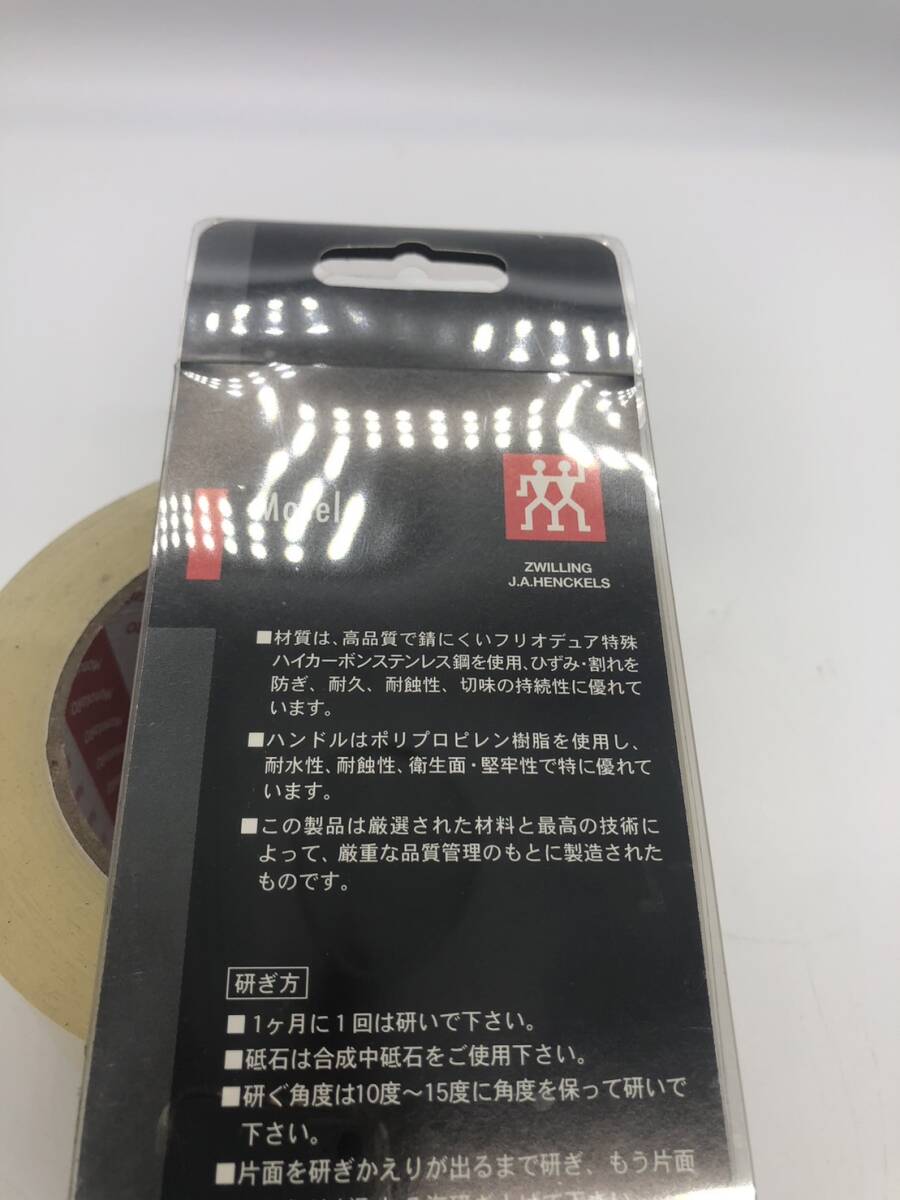 ZWILLING
J.A.HENCKELS
■材質は、高品質で錆にくいフリオデュア特殊
ハイカーボンステンレス鋼を使用、ひずみ・割れを
防ぎ、耐久、耐蝕性、切味の持続性に優れて
います。
■ハンドルはポリプロピレン樹脂を使用し、
耐水性、耐蝕性、衛生面・堅牢性で特に優れて
います。
■この製品は厳選された材料と最高の技術に
よって、厳重な品質管理のもとに製造された
ものです。
研ぎ方
■1ヶ月に1回は研いで下さい。
■砥石は合成中砥石をご使用下さい。
■研ぐ角度は10度～15度に角度を保って研いで
下さい。
■片面を研ぎかえりが出るまで研ぎ、もう片面